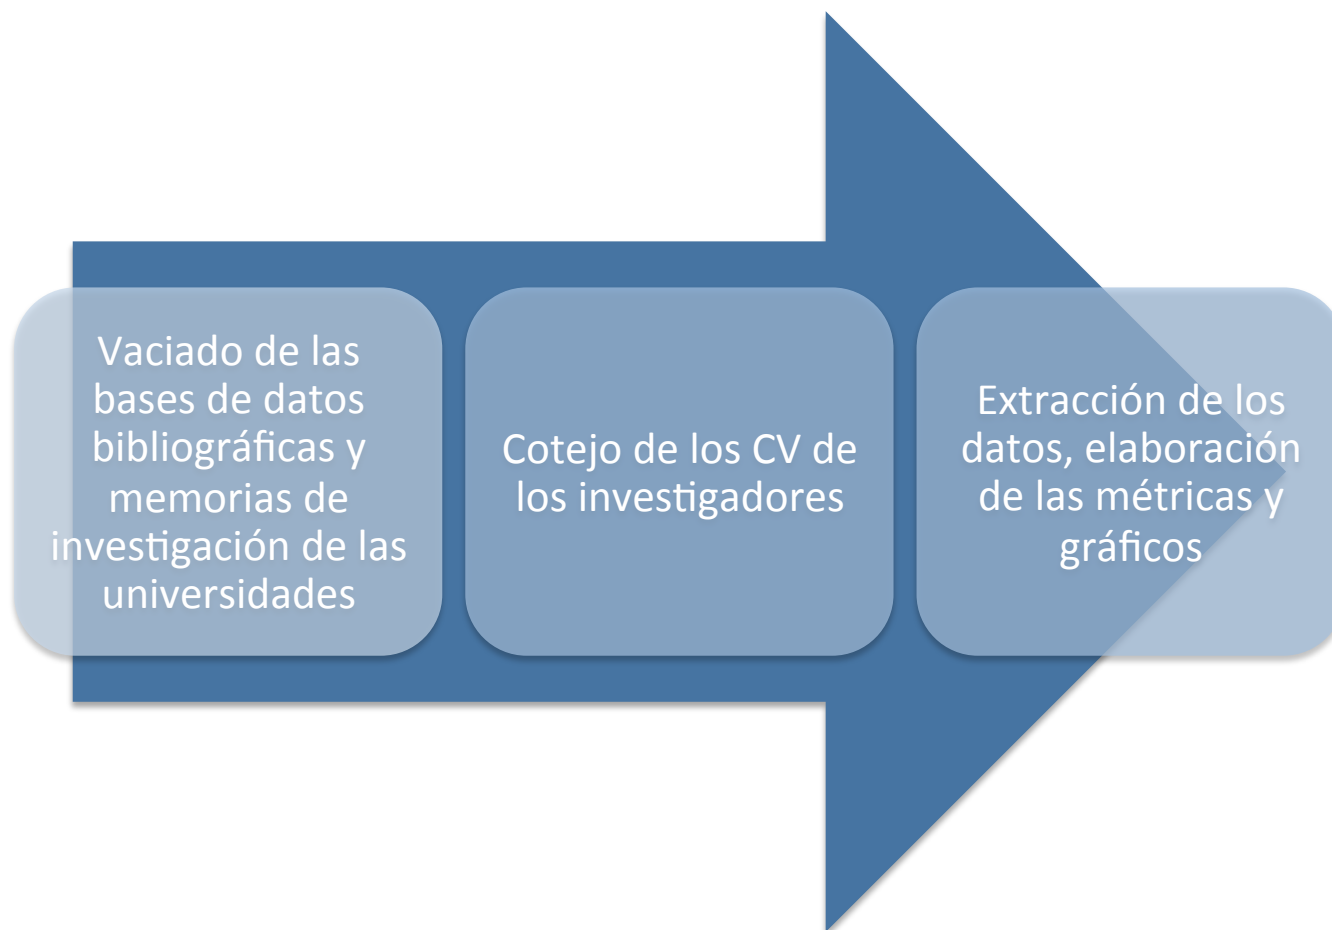 Vaciado de las
bases de datos
bibliográficas y
memorias de
investigación de las
universidades
Cotejo de los CV de
los investigadores
Extracción de los
datos, elaboración
de las métricas y
gráficos